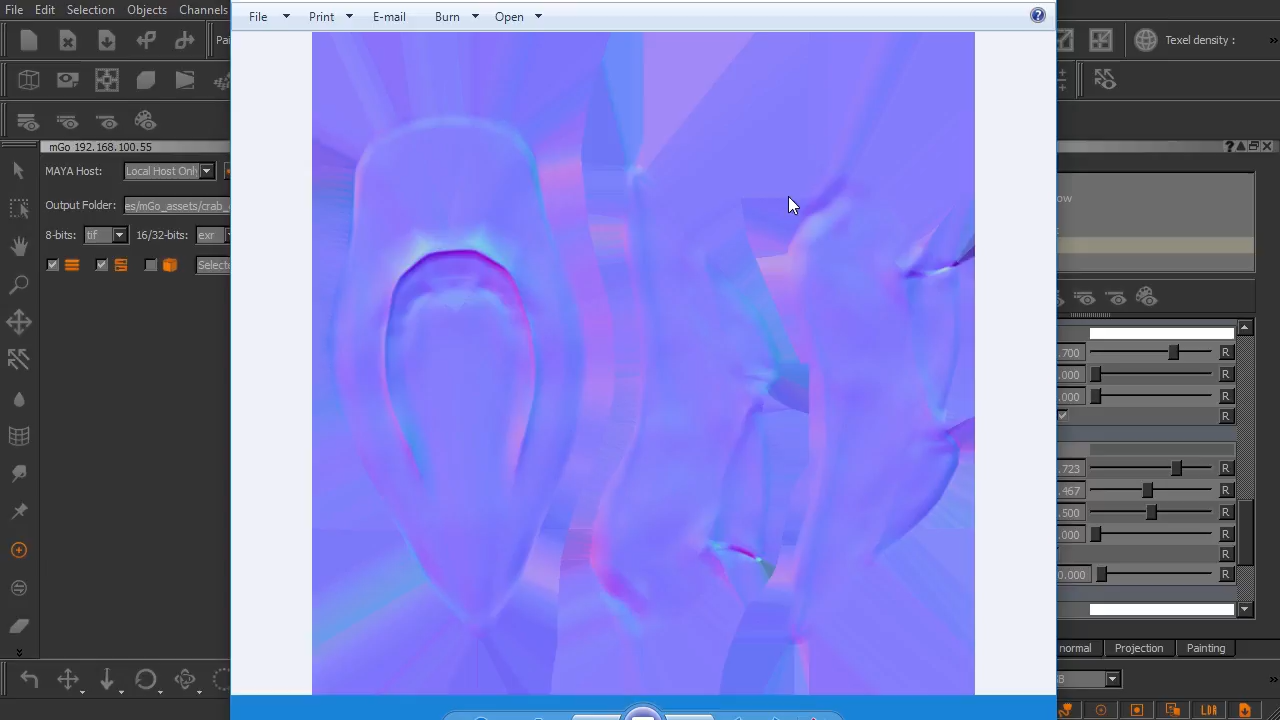 File Edit Selection Objects Channels
File Print E-mail Burn Open
Texel density :
mGo 192.168.100.55
MAYA Host: Local Host Onl
Output Folder: es/mGo_assets/crab_
8-bits: tif 16/32-bits: exr
Selecte
ow
.700 R
.000 R
.000 R
R
.723 R
.467 R
.500 R
.000 R
R
0.000 R
normal Projection Painting
LDR